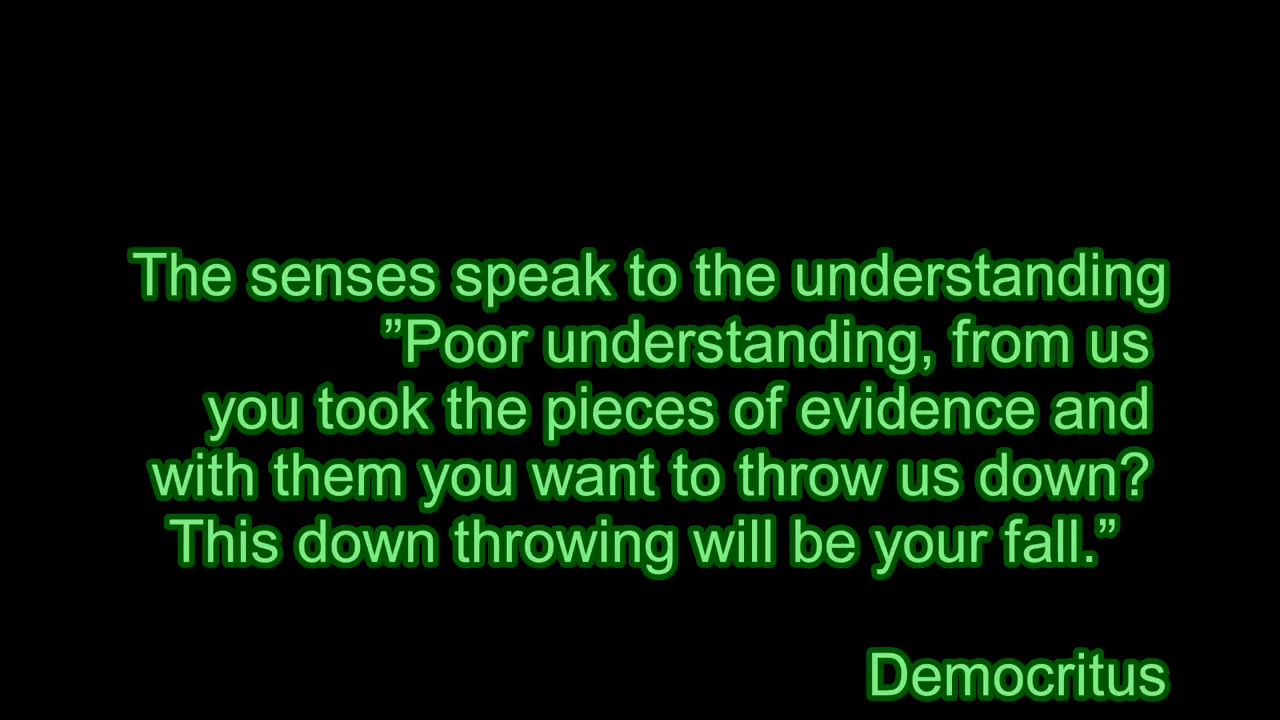 The senses speak to the understanding
”Poor understanding, from us
you took the pieces of evidence and
with them you want to throw us down?
This down throwing will be your fall.”
Democritus